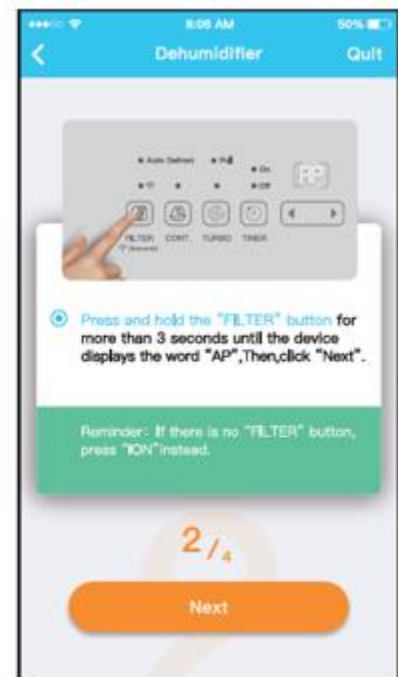 8:08 AM 50%
Dehumidifier Quit
Auto Defrost Full
On
Off
AP
FILTER CONT. TURBO TIMER
Press and hold the "FILTER" button for
more than 3 seconds until the device
displays the word "AP",Then,click "Next".
Reminder: If there is no "FILTER" button,
press "ION"instead.
2/4
Next